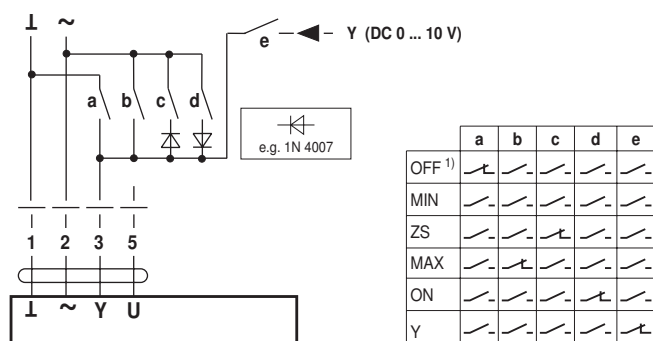 ⊥ ~
e Y (DC 0 ... 10 V)
a b c d
e.g. 1N 4007
a b c d e
OFF 1)
MIN
ZS
MAX
ON
Y
1 2 3 5
⊥ ~ Y U